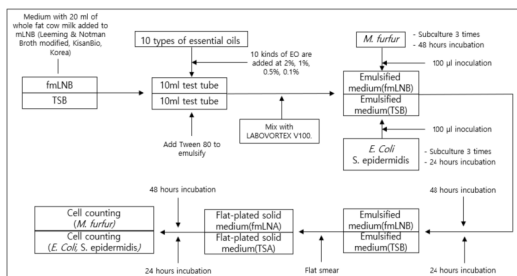 Medium with 20 ml of
whole fat cow milk added to
mLNB (Leeming & Notman
Broth modified, KisanBio,
Korea)
fmLNB
TSB
10 types of essential oils
10 kinds of EO are
added at 2%, 1%,
0.5%, 0.1%
10ml test tube
10ml test tube
Add Tween 80 to
emulsify
Mix with
LABOVORTEX V100.
M. furfur
- Subculture 3 times
- 48 hours incubation
100 µl inoculation
Emulsified
medium(fmLNB)
Emulsified
medium(TSB)
100 µl inoculation
E. Coli
S. epidermidis
- Subculture 3 times
- 24 hours incubation
48 hours incubation
24 hours incubation
Emulsified
medium(fmLNB)
Emulsified
medium(TSB)
Flat smear
Flat-plated solid
medium(fmLNA)
Flat-plated solid
medium(TSA)
48 hours incubation
24 hours incubation
Cell counting
(M. furfur)
Cell counting
(E. Coli, S. epidermidis)